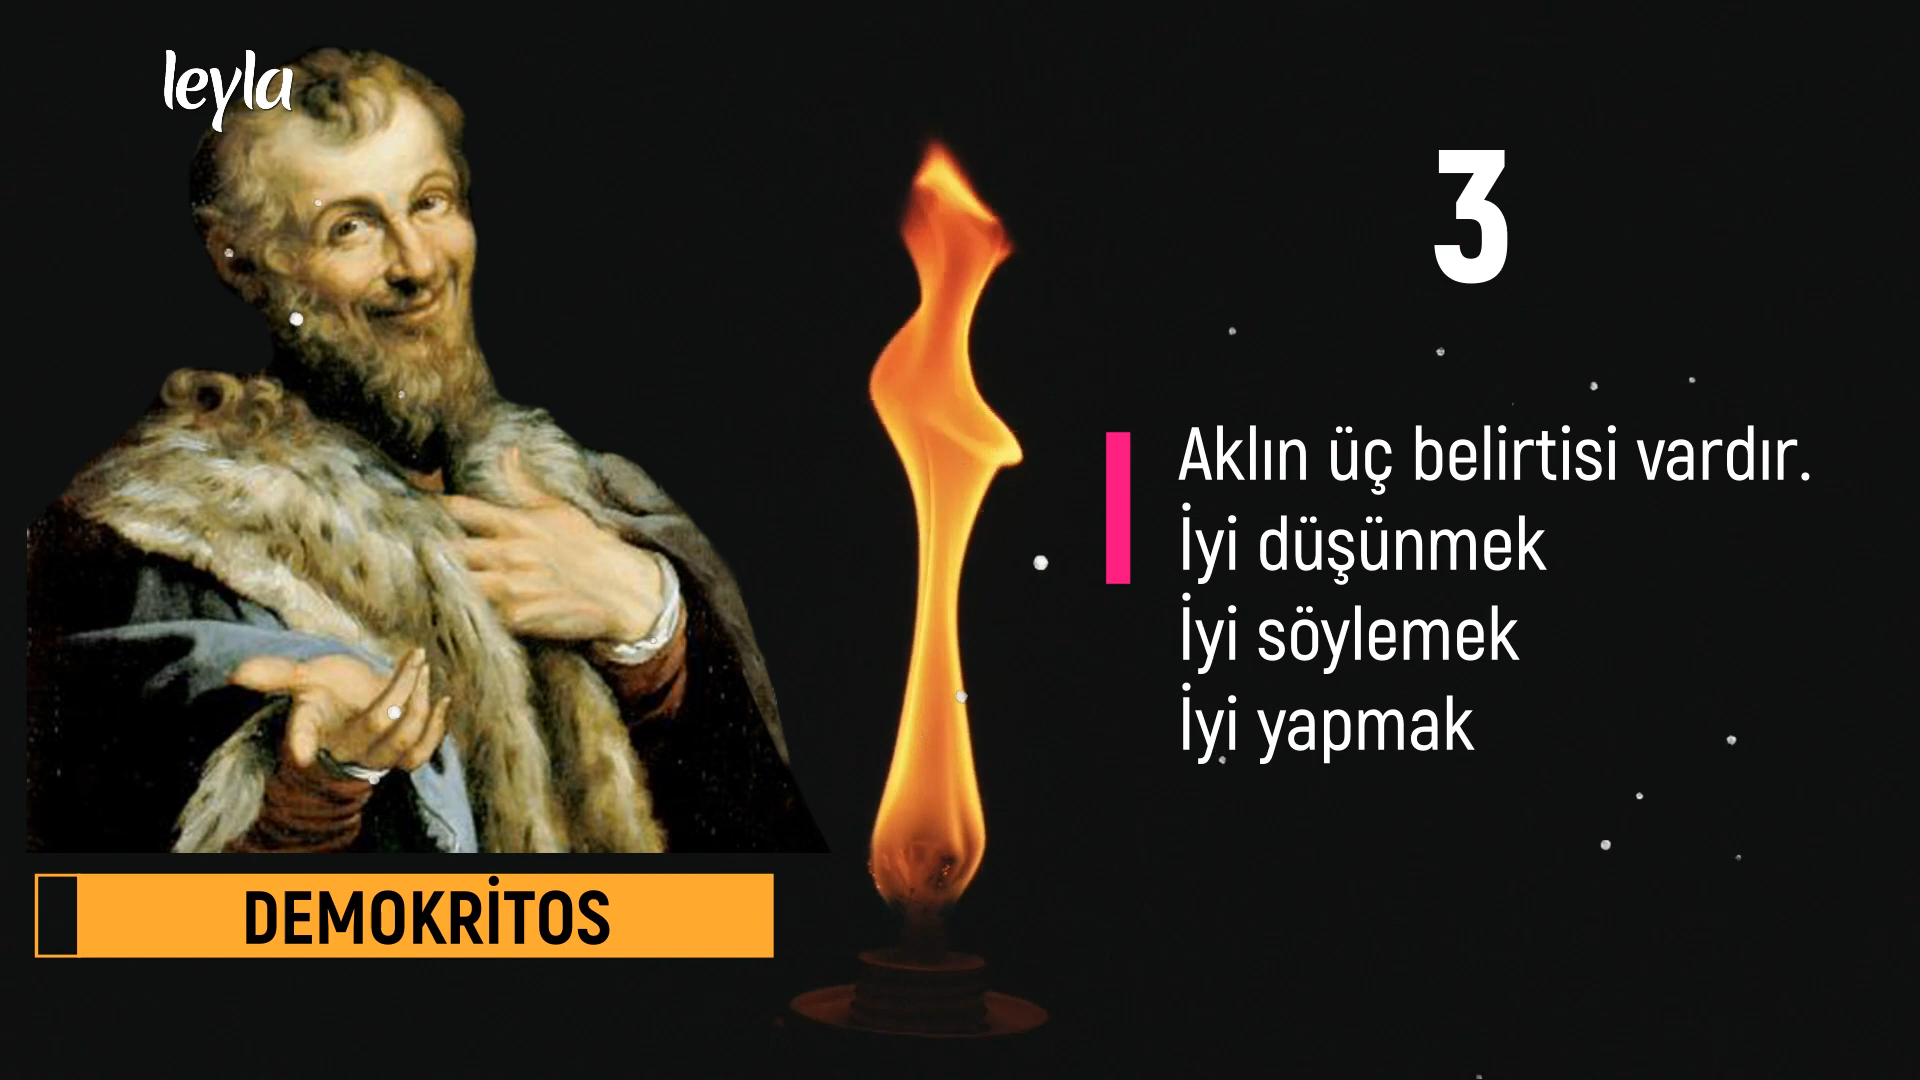 leyla
3
Aklın üç belirtisi vardır.
İyi düşünmek
İyi söylemek
İyi yapmak
DEMOKRİTOS